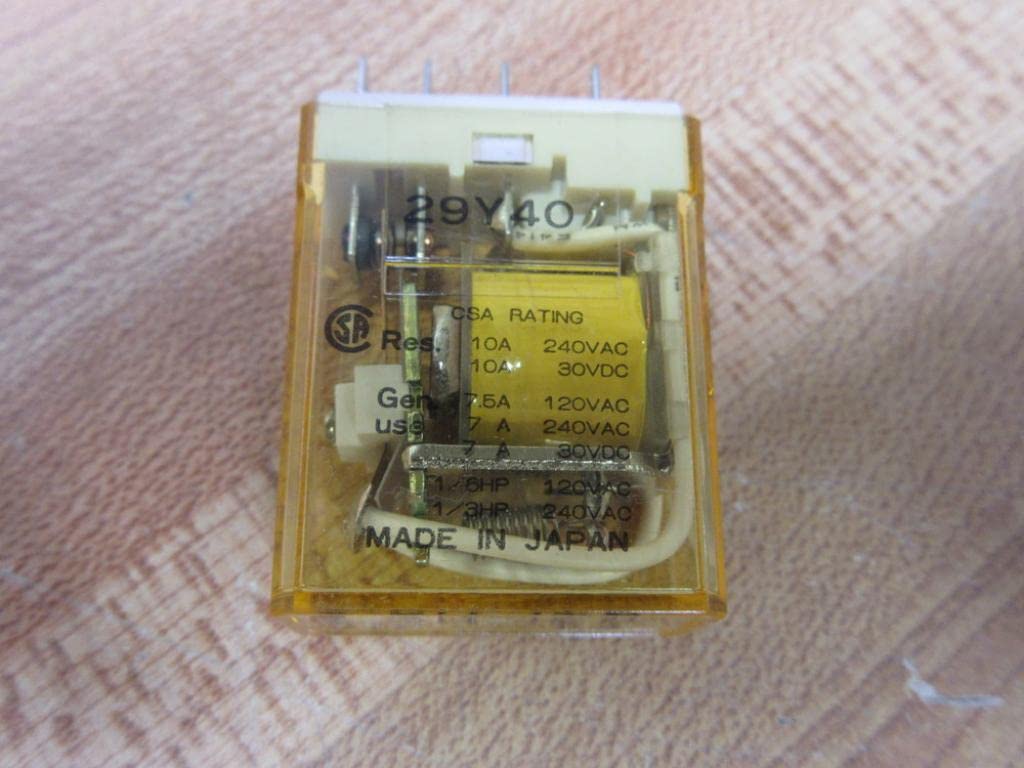 29Y40
CSA RATING
SA Res. 10A 240VAC
10A 30VDC
Gen. 7.5A 120VAC
use 7 A 240VAC
7 A 30VDC
1/6HP 120VAC
1/3HP 240VAC
MADE IN JAPAN